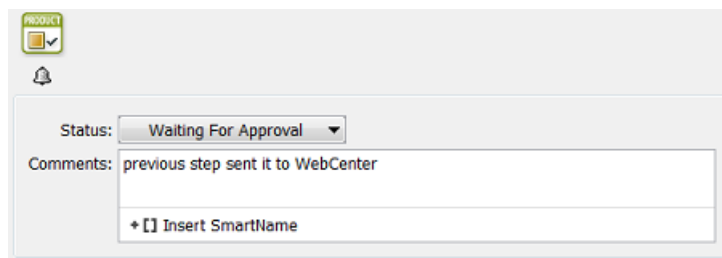 PRODUCT
Status: Waiting For Approval
Comments: previous step sent it to WebCenter
+ [] Insert SmartName